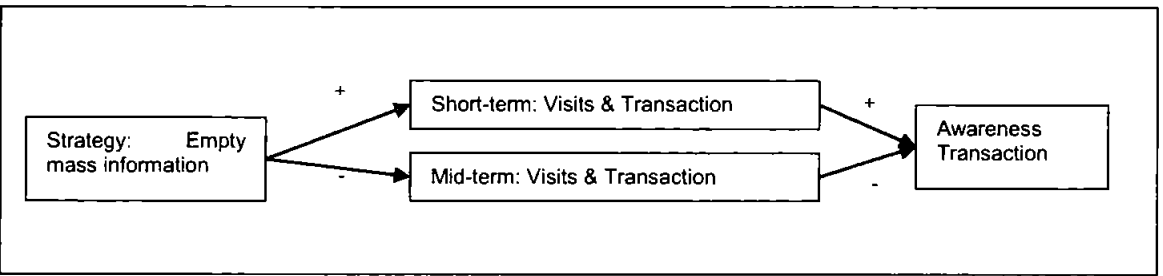 +
Short-term: Visits & Transaction
+
Strategy: Empty
mass information
Awareness
Transaction
-
Mid-term: Visits & Transaction
-